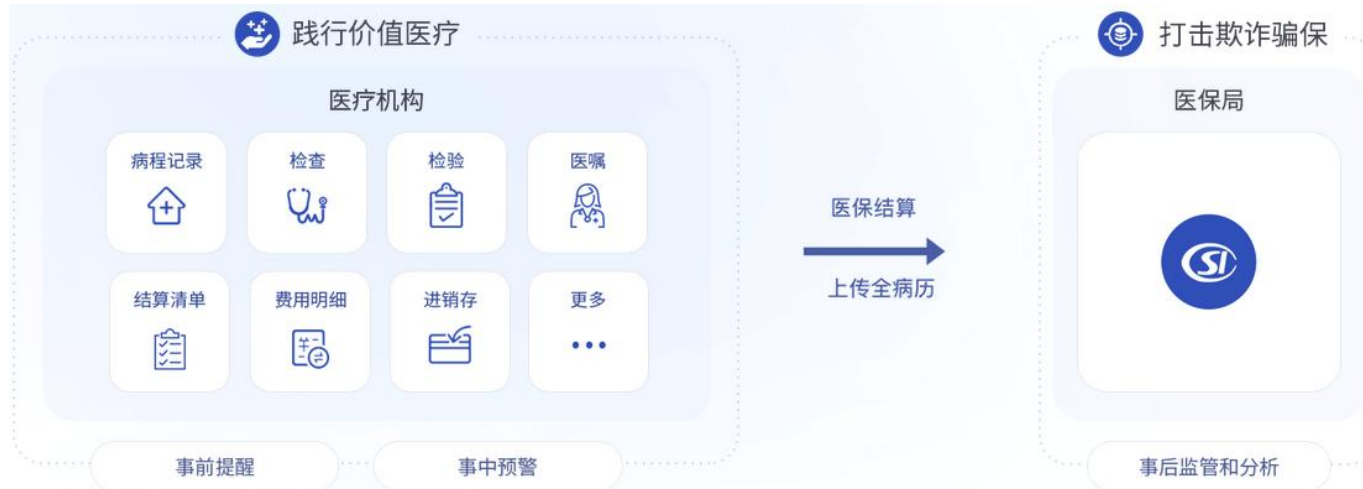 践行价值医疗
打击欺诈骗保
医疗机构
医保局
病程记录
检查
检验
医嘱
医保结算
上传全病历
结算清单
费用明细
进销存
更多
事前提醒
事中预警
事后监管和分析